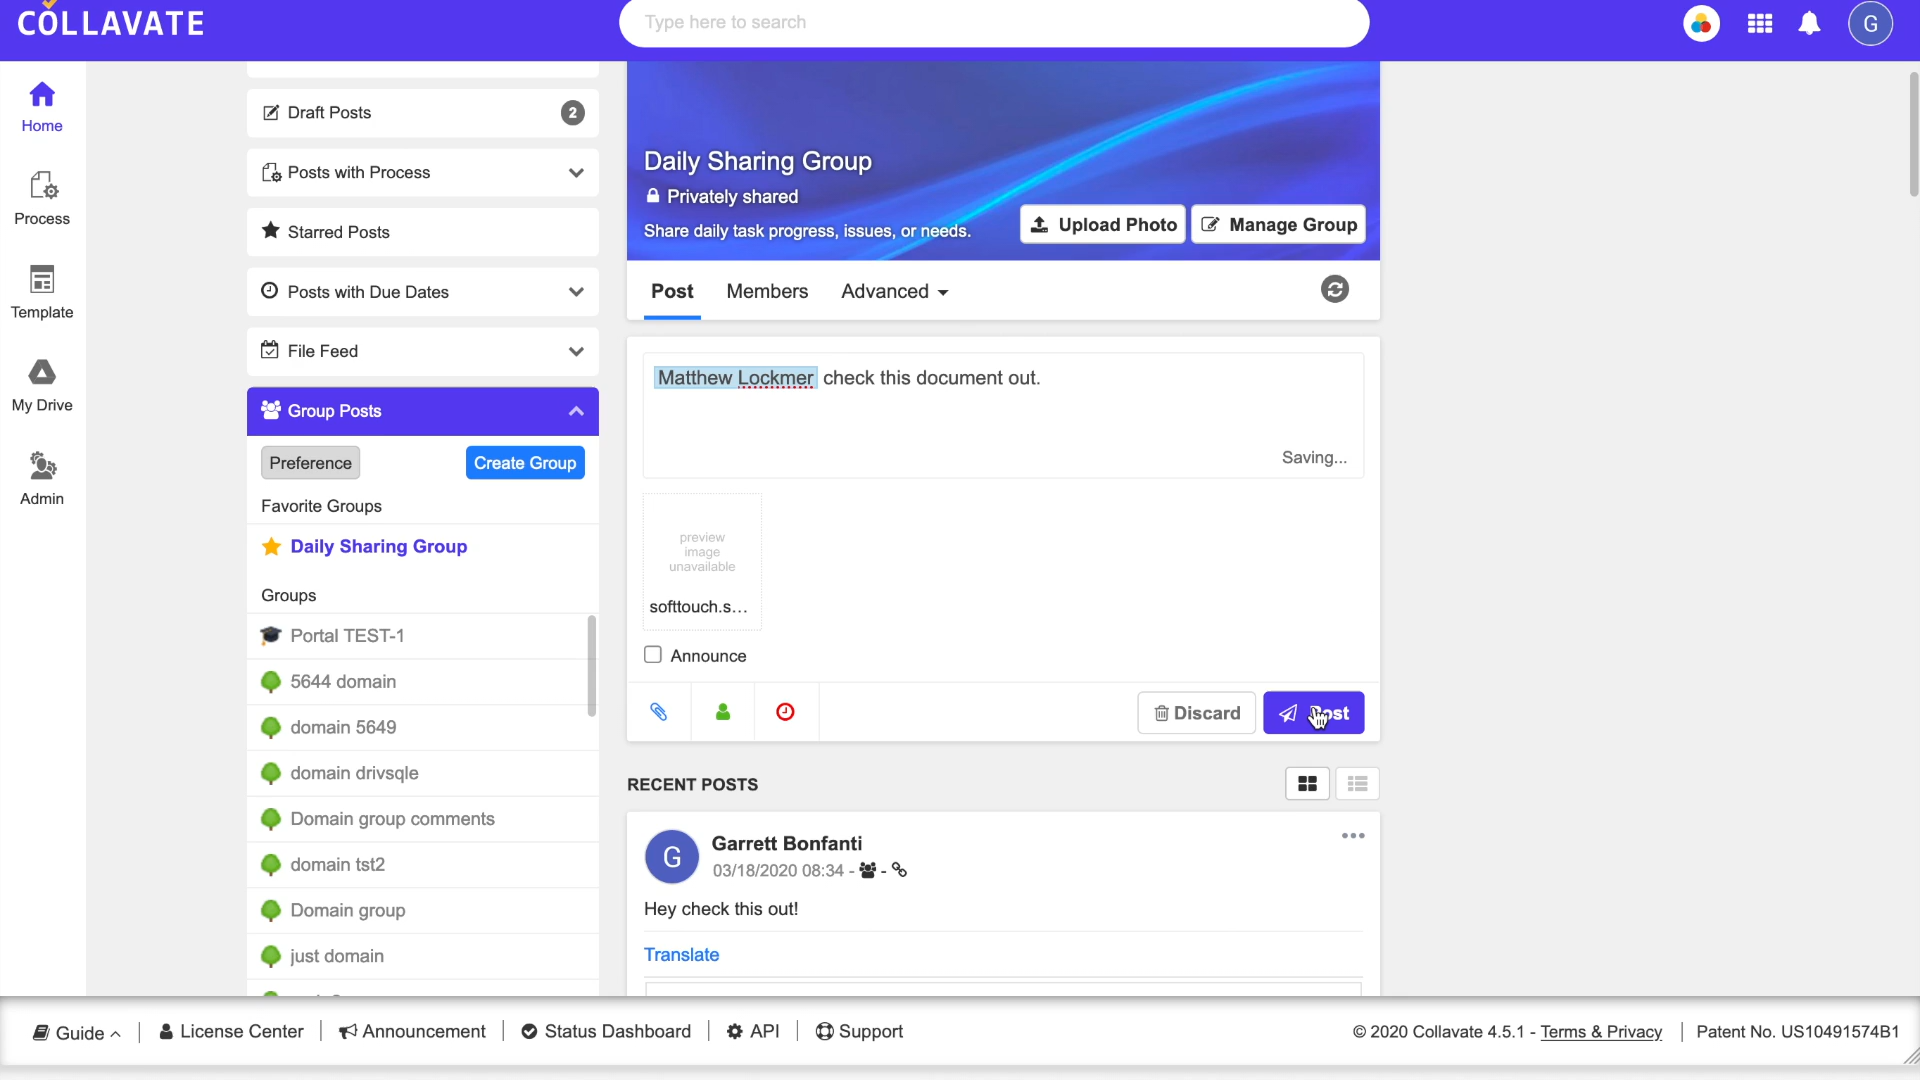 COLLAVATE
Type here to search
G
Home
Process
Template
My Drive
Admin
Draft Posts
2
Posts with Process
Starred Posts
Posts with Due Dates
File Feed
Group Posts
Preference
Create Group
Favorite Groups
Daily Sharing Group
Groups
Portal TEST-1
5644 domain
domain 5649
domain drivsqle
Domain group comments
domain tst2
Domain group
just domain
Daily Sharing Group
Privately shared
Share daily task progress, issues, or needs.
Upload Photo
Manage Group
Post
Members
Advanced
Matthew Lockmer check this document out.
Saving...
preview
image
unavailable
softtouch.s...
Announce
Discard
Post
RECENT POSTS
G
Garrett Bonfanti
03/18/2020 08:34 - -
Hey check this out!
Translate
Guide
License Center
Announcement
Status Dashboard
API
Support
© 2020 Collavate 4.5.1 - Terms & Privacy
Patent No. US10491574B1